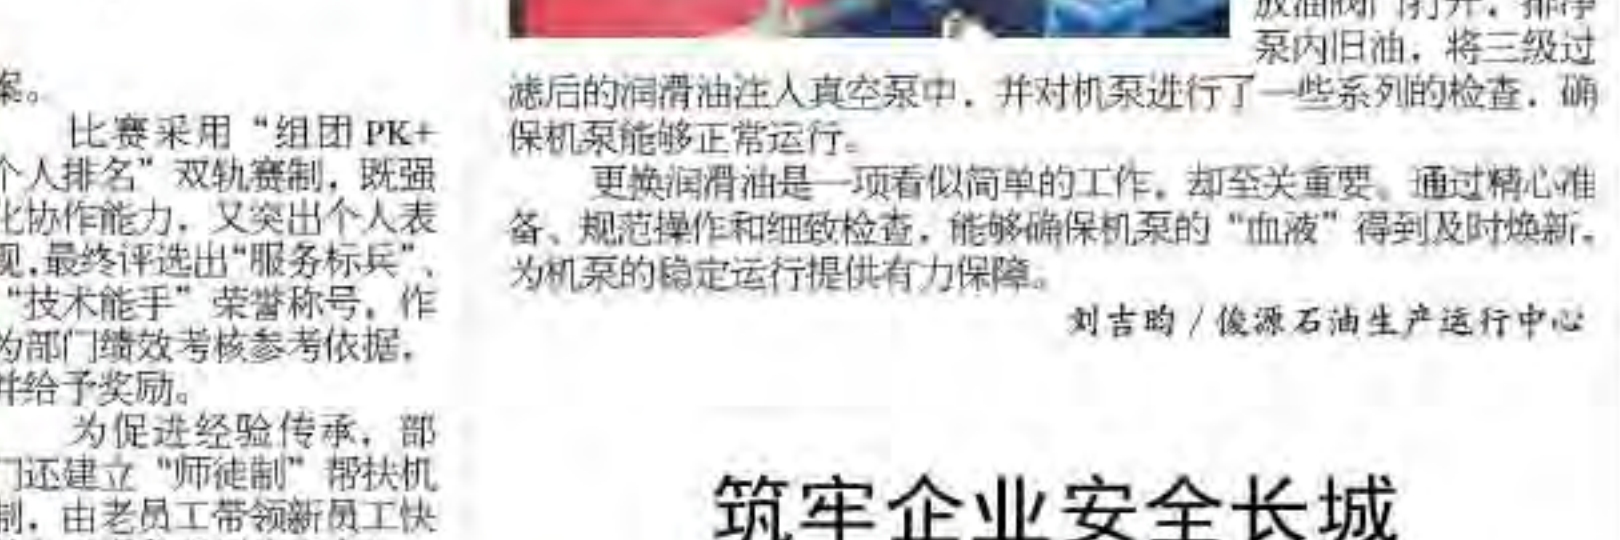 案。
比赛采用“组团PK+
个人排名”双轨赛制，既强
化协作能力，又突出个人表
现，最终评选出“服务标兵”、
“技术能手”荣誉称号，作
为部门绩效考核参考依据，
并给予奖励。
为促进经验传承，部
门还建立“师徒制”帮扶机
制，由老员工带领新员工快
放油阀门打开，排净
泵内旧油，将三级过
滤后的润滑油注入真空泵中，并对机泵进行了一些系列的检查，确
保机泵能够正常运行。
更换润滑油是一项看似简单的工作，却至关重要。通过精心准
备、规范操作和细致检查，能够确保机泵的“血液”得到及时焕新，
为机泵的稳定运行提供有力保障。
刘吉昀/俊源石油生产运行中心
筑牢企业安全长城